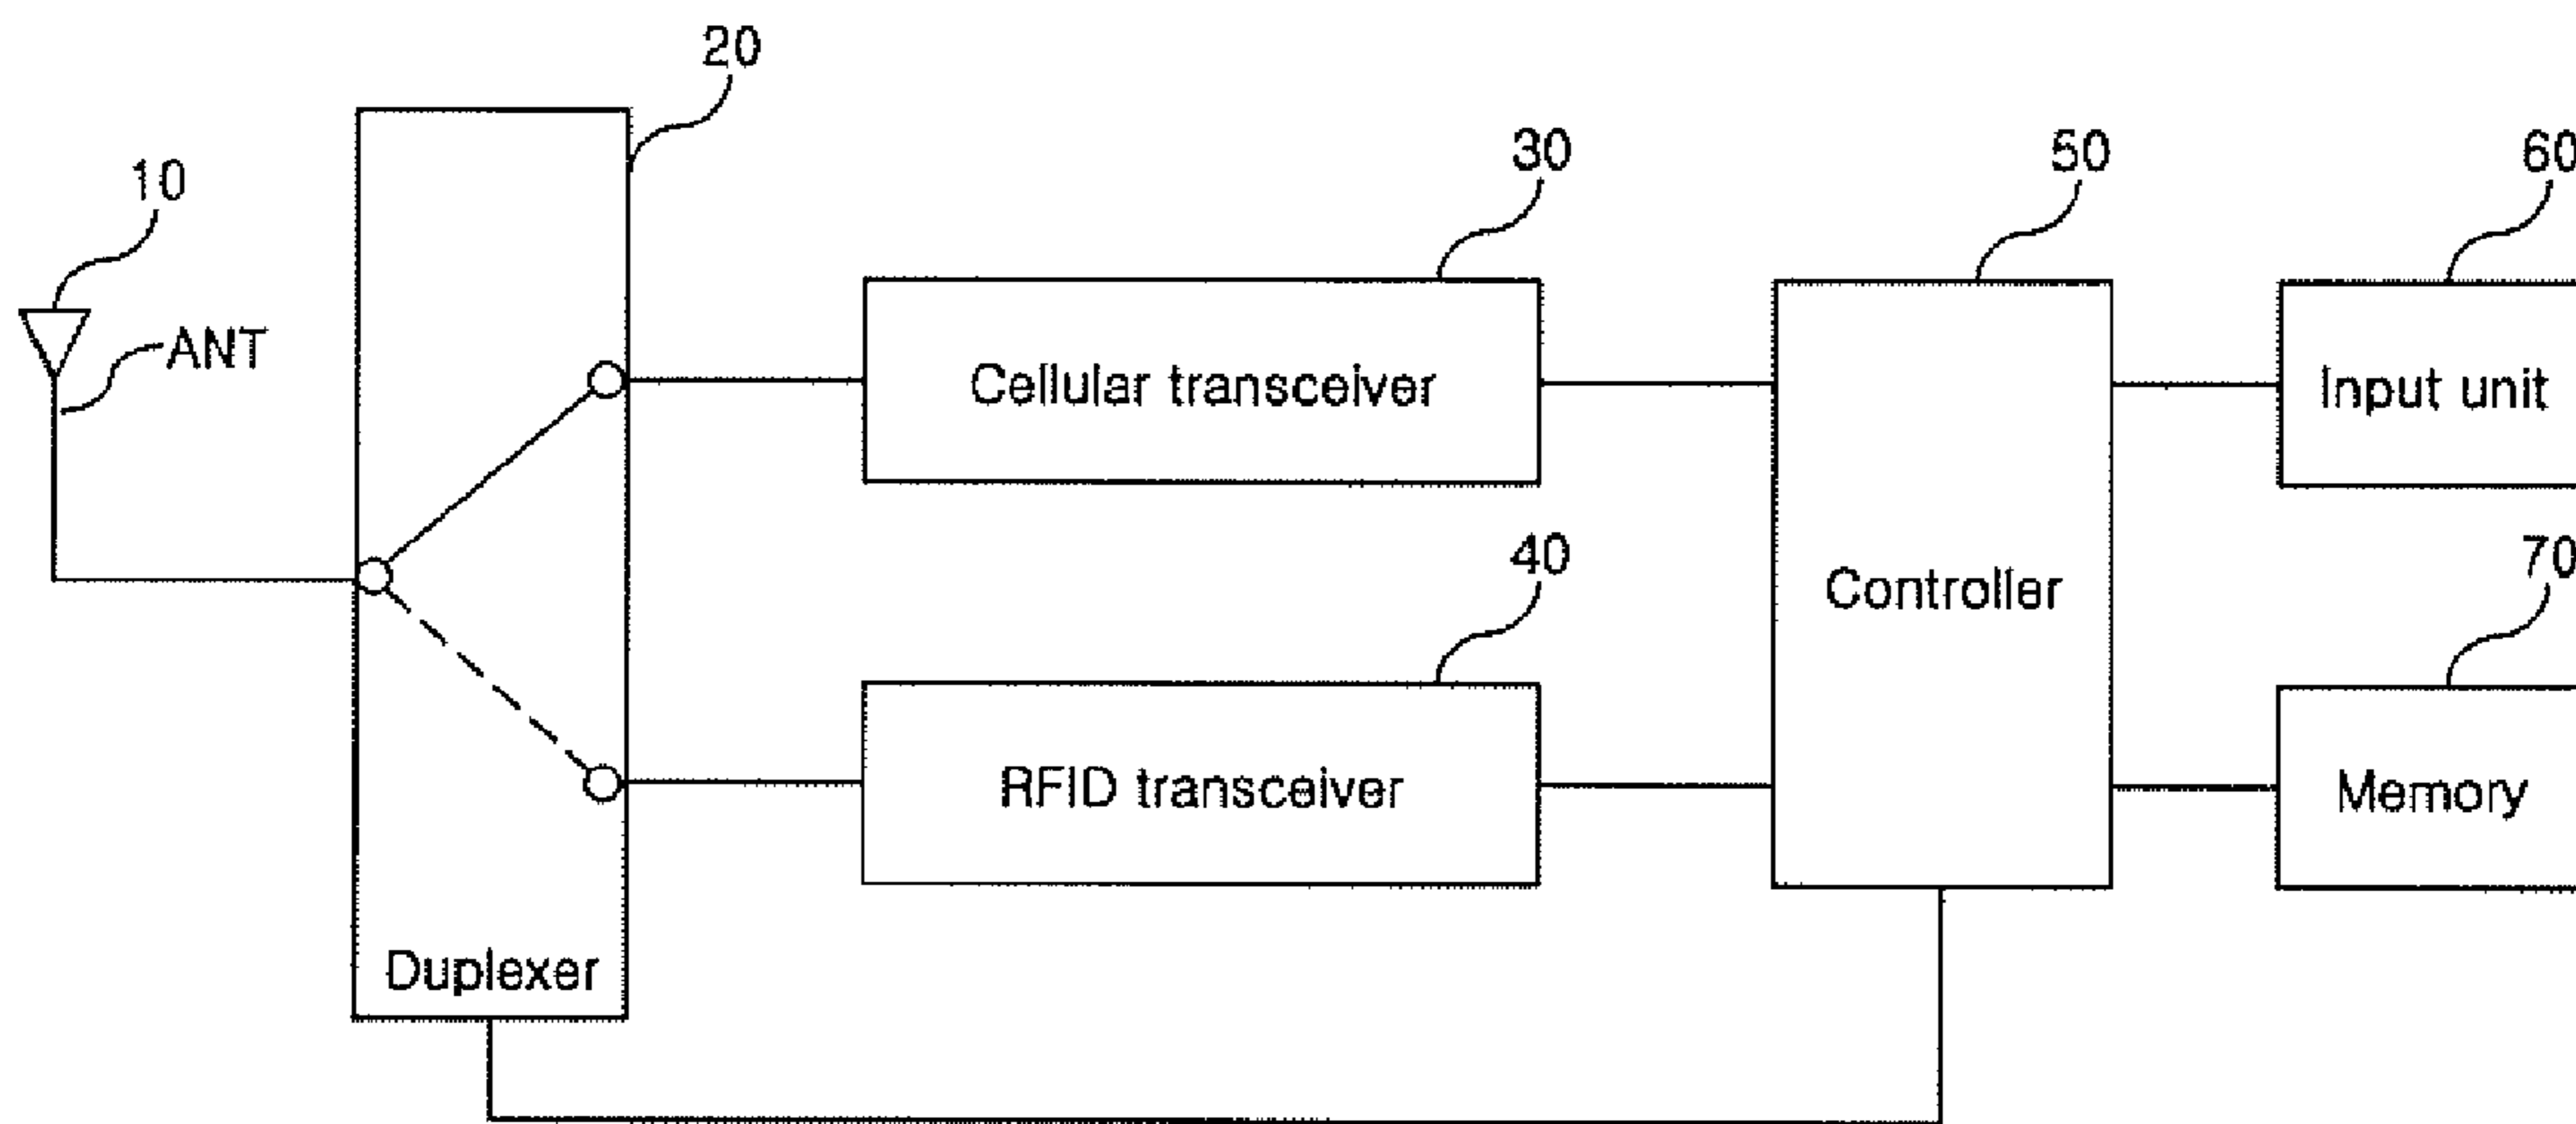 20
10
30
50
60
ANT
Cellular transceiver
Input unit
40
70
Controller
RFID transceiver
Memory
Duplexer